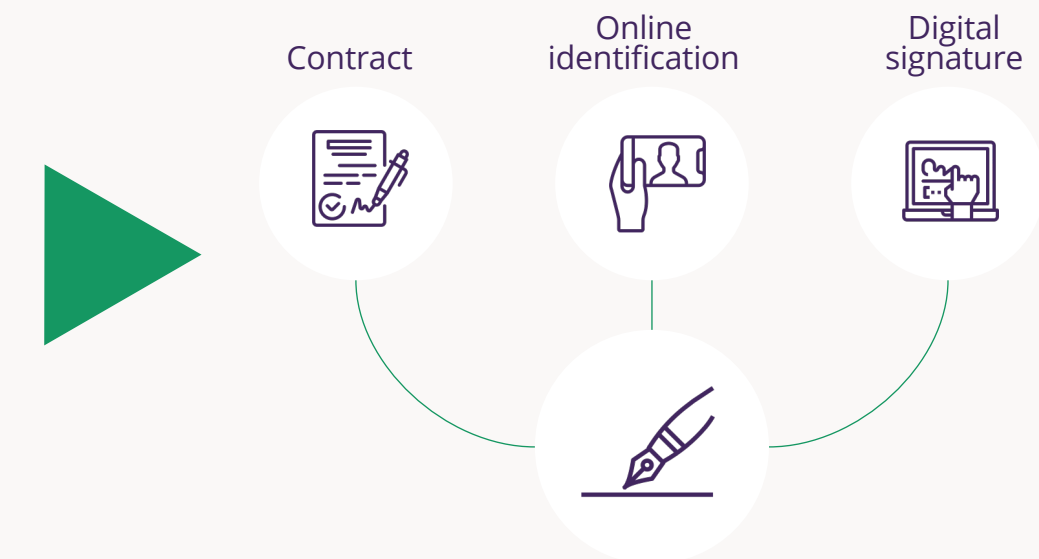 Contract
Online
identification
Digital
signature